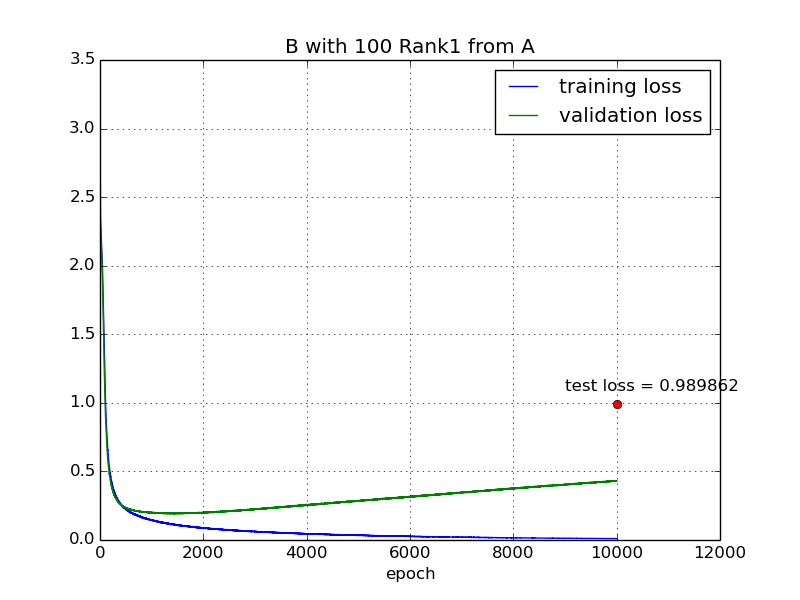 B with 100 Rank1 from A
3.5
3.0
2.5
2.0
1.5
1.0
0.5
0.0
training loss
validation loss
test loss = 0.989862
0 2000 4000 6000 8000 10000 12000
epoch